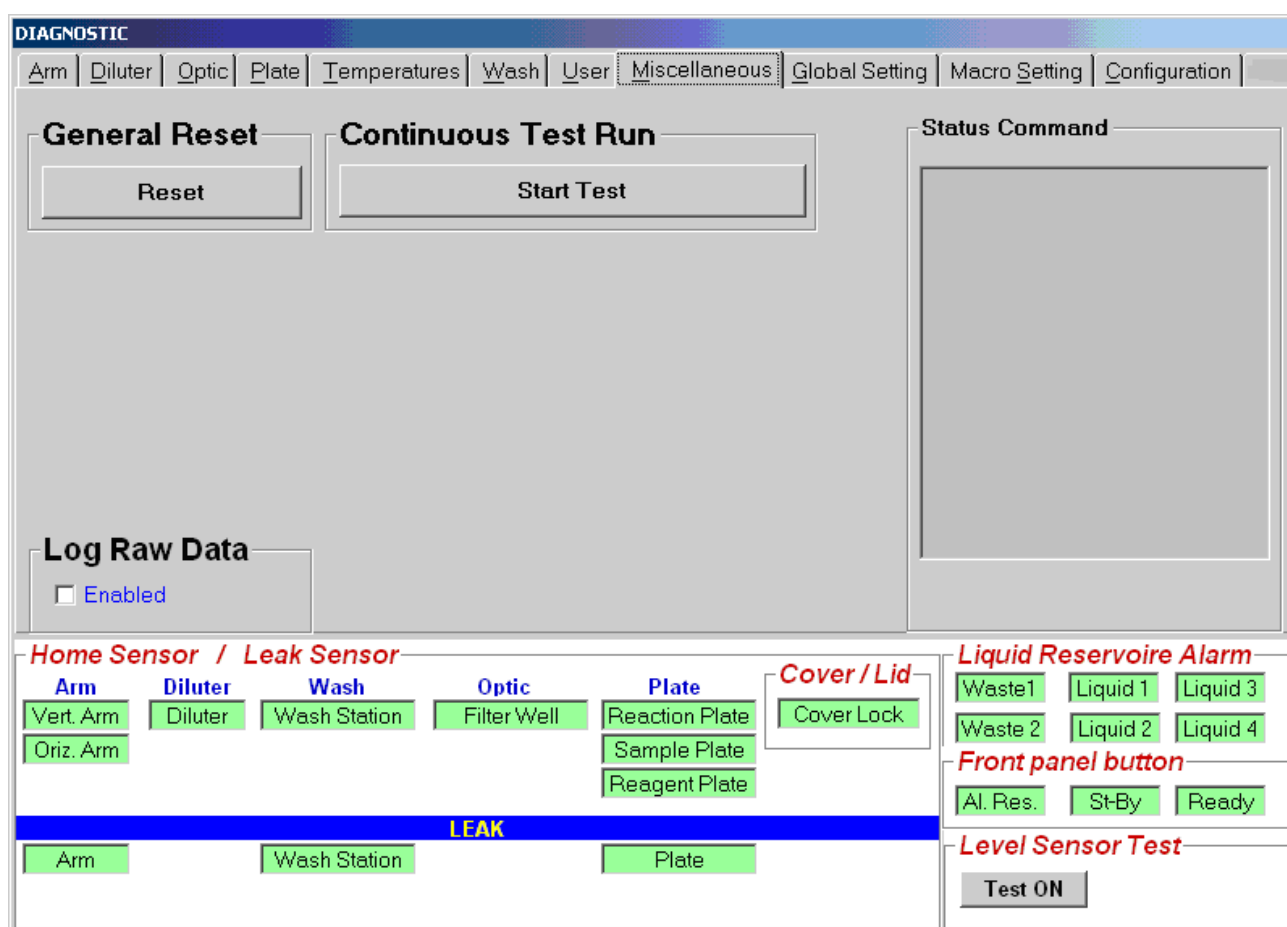 DIAGNOSTIC
Arm Diluter Optic Plate Temperatures Wash User Miscellaneous Global Setting Macro Setting Configuration
General Reset Continuous Test Run Status Command
Reset Start Test
Log Raw Data
Enabled
Home Sensor / Leak Sensor Liquid Reservoire Alarm
Cover / Lid
Arm Diluter Wash Optic Plate Waste1 Liquid 1 Liquid 3
Vert. Arm Diluter Wash Station Filter Well Reaction Plate Cover Lock Waste 2 Liquid 2 Liquid 4
Oriz. Arm Sample Plate Front panel button
Reagent Plate Al. Res. St-By Ready
LEAK
Arm Wash Station Plate Level Sensor Test
Test ON